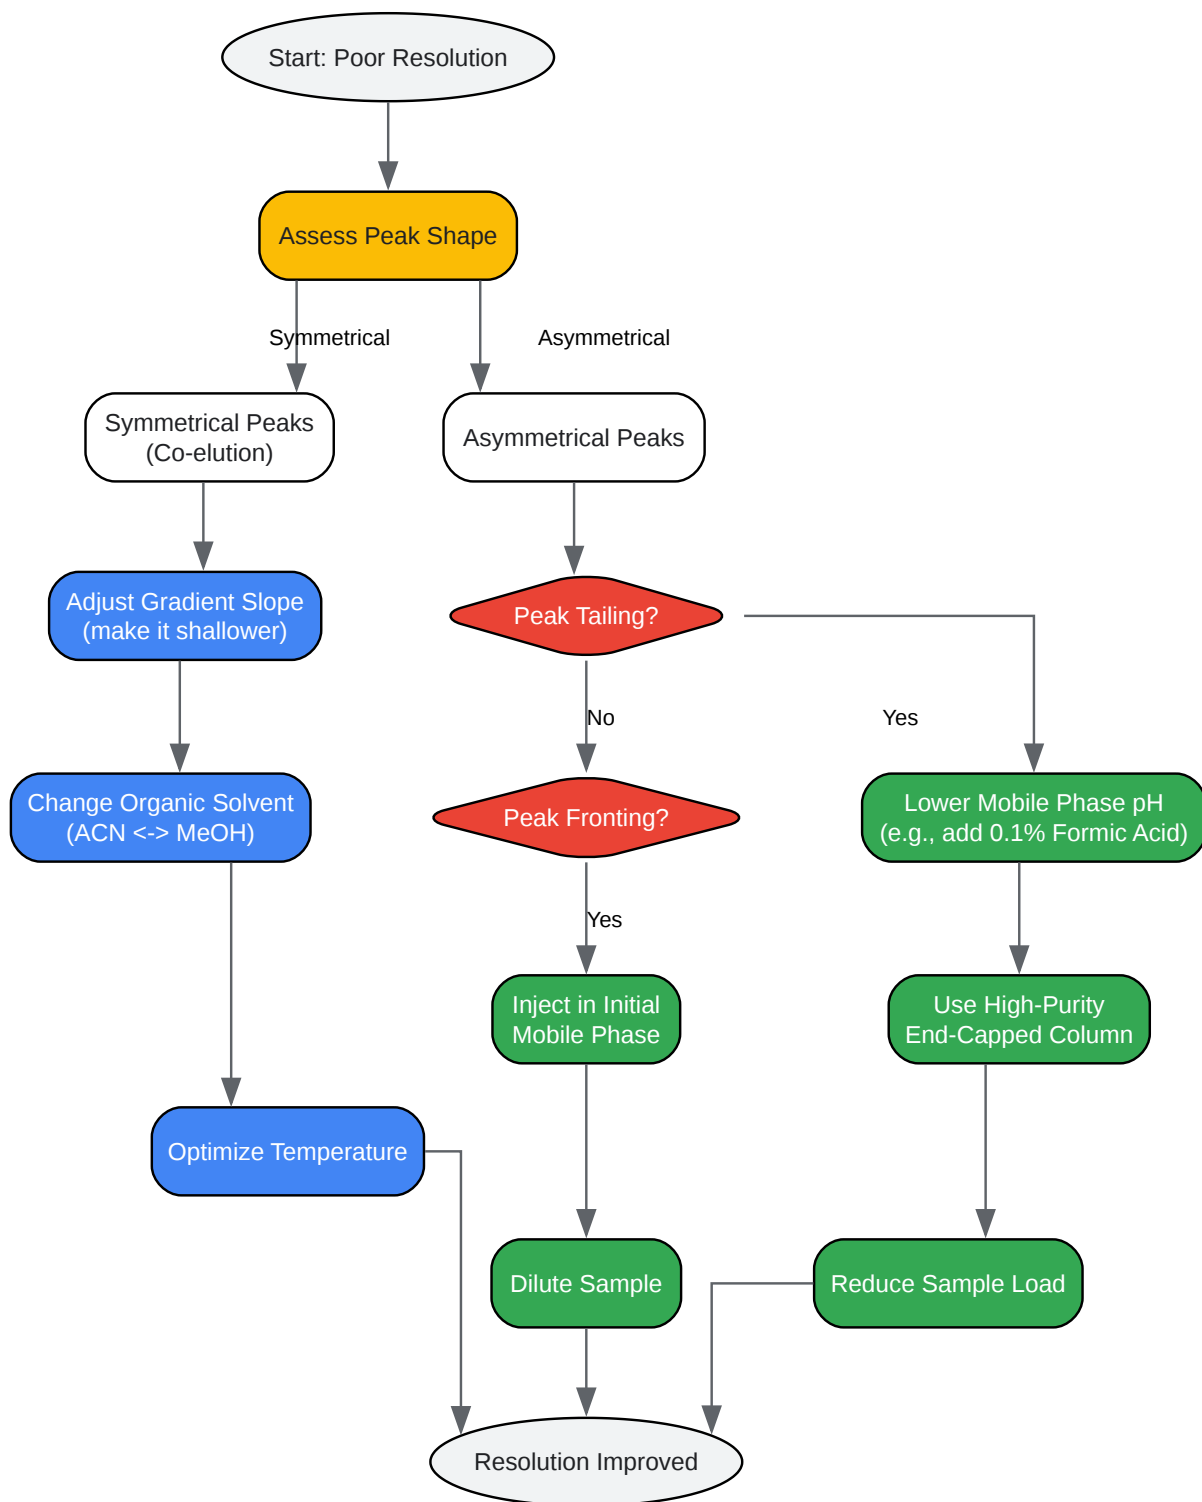 Start: Poor Resolution
Assess Peak Shape
Symmetrical
Asymmetrical
Symmetrical Peaks
(Co-elution)
Asymmetrical Peaks
Adjust Gradient Slope
(make it shallower)
Peak Tailing?
No
Yes
Change Organic Solvent
(ACN <-> MeOH)
Peak Fronting?
Lower Mobile Phase pH
(e.g., add 0.1% Formic Acid)
Yes
Inject in Initial
Mobile Phase
Use High-Purity
End-Capped Column
Optimize Temperature
Dilute Sample
Reduce Sample Load
Resolution Improved